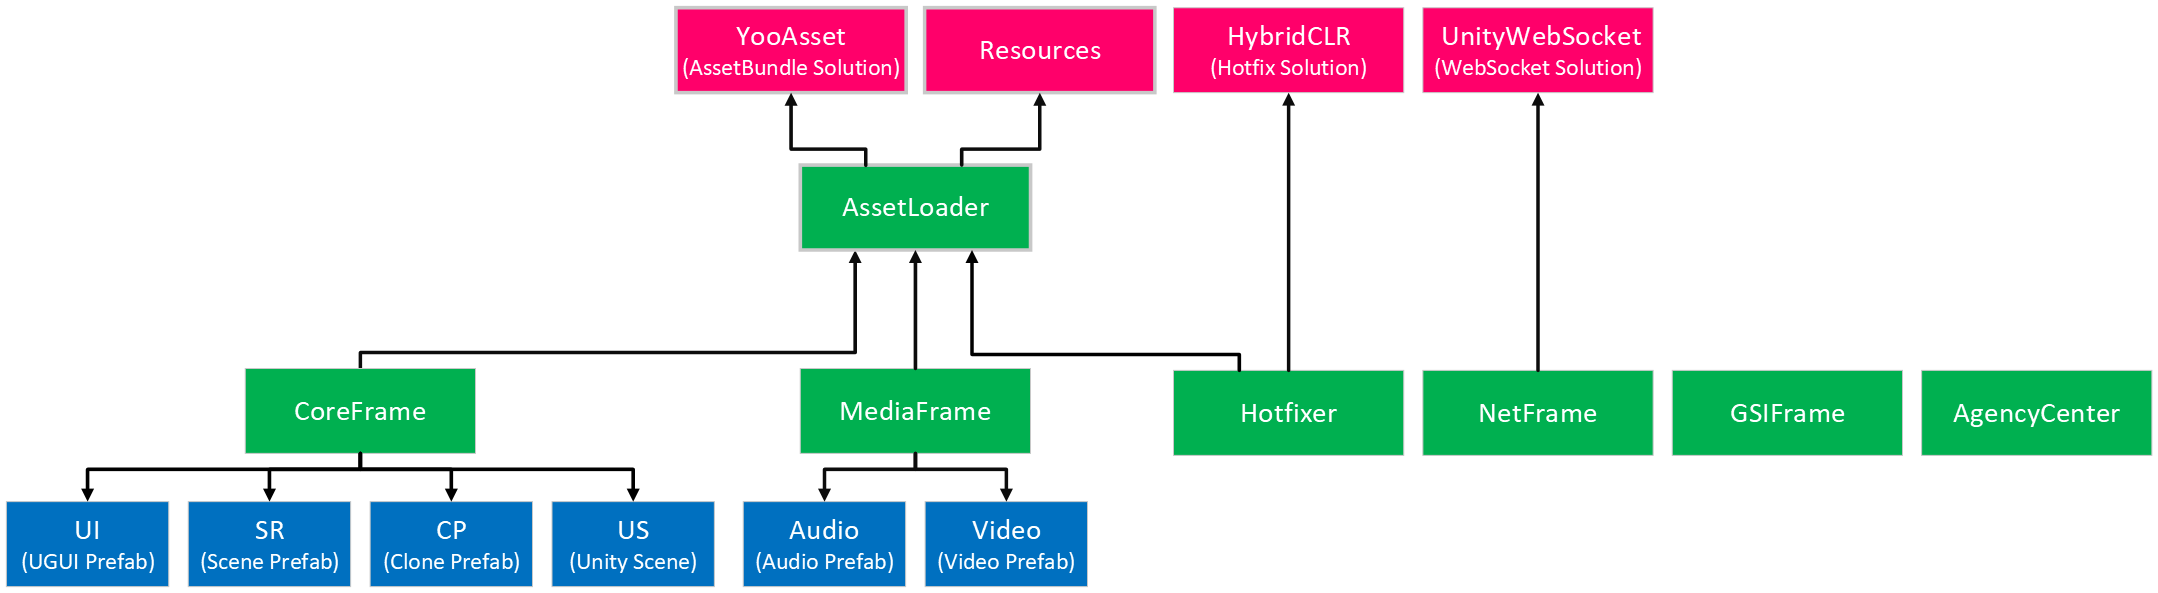 YooAsset
(AssetBundle Solution)
Resources
HybridCLR
(Hotfix Solution)
UnityWebSocket
(WebSocket Solution)
AssetLoader
CoreFrame
MediaFrame
Hotfixer
NetFrame
GSIFrame
AgencyCenter
UI
(UGUI Prefab)
SR
(Scene Prefab)
CP
(Clone Prefab)
US
(Unity Scene)
Audio
(Audio Prefab)
Video
(Video Prefab)